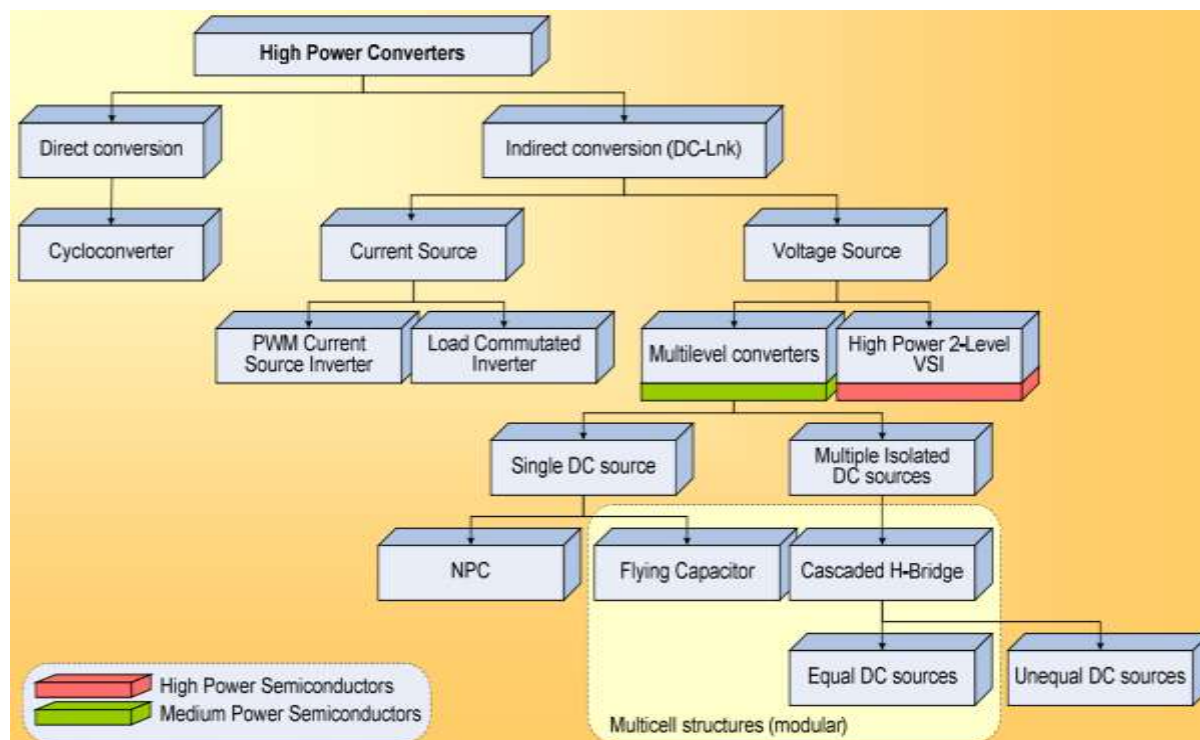 High Power Converters
Direct conversion
Indirect conversion (DC-Lnk)
Cycloconverter
Current Source
Voltage Source
PWM Current
Source Inverter
Load Commutated
Inverter
Multilevel converters
High Power 2-Level
VSI
Single DC source
Multiple Isolated
DC sources
NPC
Flying Capacitor
Cascaded H-Bridge
Equal DC sources
Unequal DC sources
High Power Semiconductors
Medium Power Semiconductors
Multicell structures (modular)